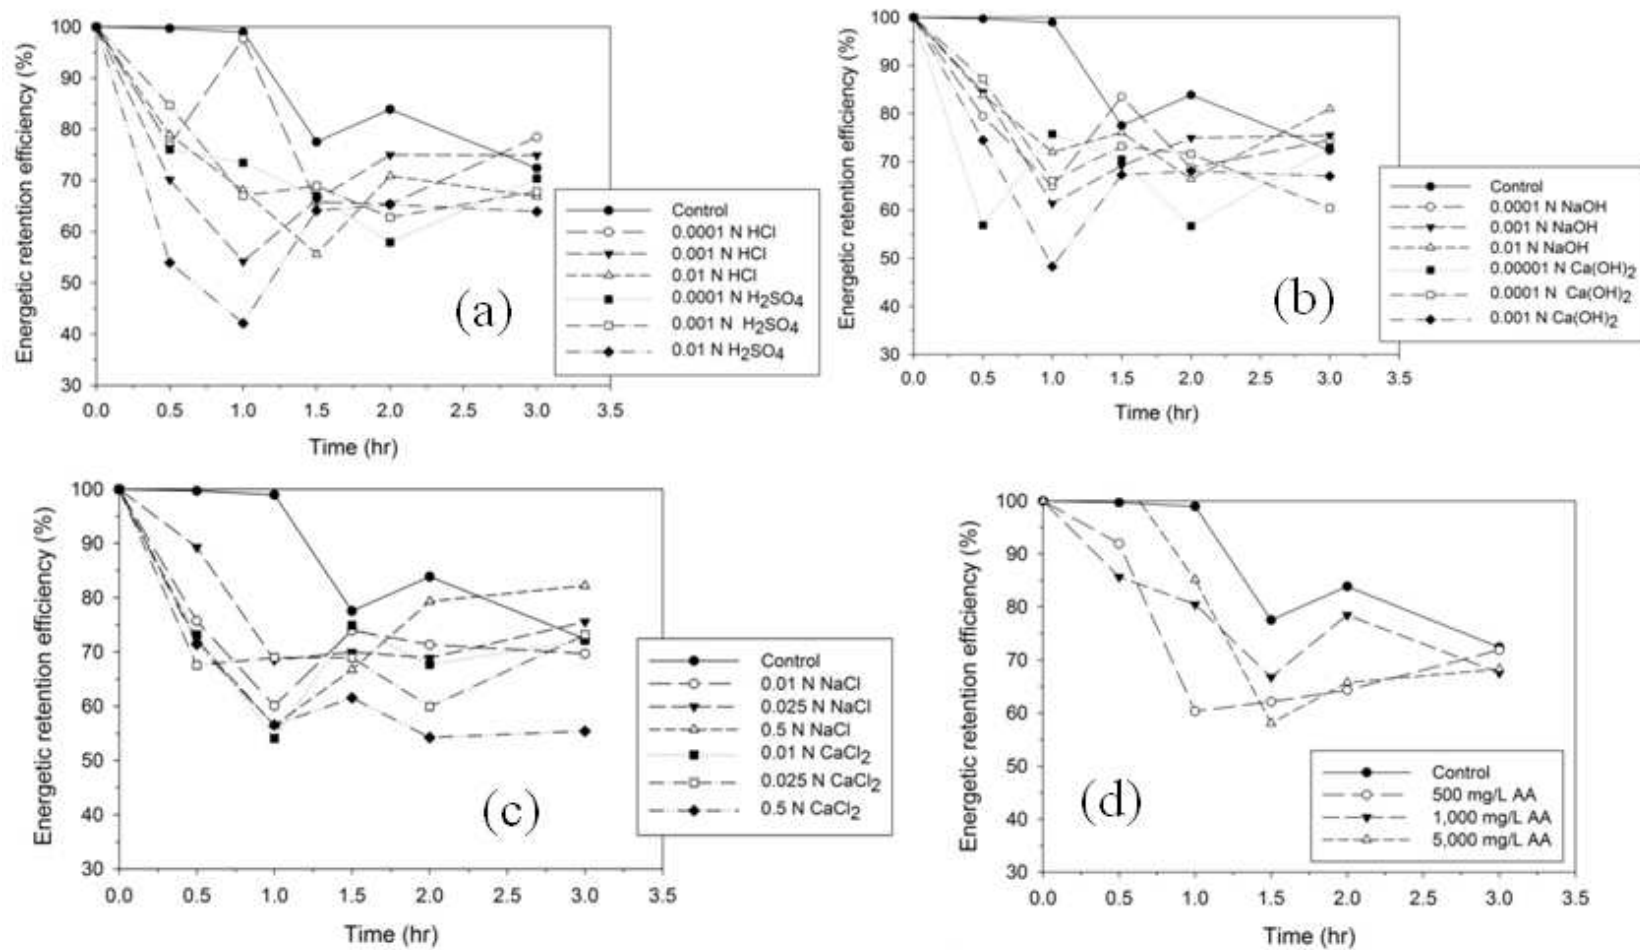 (a)
Energetic retention efficiency (%)
100
90
80
70
60
50
40
30
0.0 0.5 1.0 1.5 2.0 2.5 3.0 3.5
Time (hr)
Control
0.0001 N HCl
0.001 N HCl
0.01 N HCl
0.0001 N H2SO4
0.001 N H2SO4
0.01 N H2SO4
(b)
Energetic retention efficiency (%)
100
90
80
70
60
50
40
30
0.0 0.5 1.0 1.5 2.0 2.5 3.0 3.5
Time (hr)
Control
0.0001 N NaOH
0.001 N NaOH
0.01 N NaOH
0.00001 N Ca(OH)2
0.0001 N Ca(OH)2
0.001 N Ca(OH)2
(c)
Energetic retention efficiency (%)
100
90
80
70
60
50
40
30
0.0 0.5 1.0 1.5 2.0 2.5 3.0 3.5
Time (hr)
Control
0.01 N NaCl
0.025 N NaCl
0.5 N NaCl
0.01 N CaCl2
0.025 N CaCl2
0.5 N CaCl2
(d)
Energetic retention efficiency (%)
100
90
80
70
60
50
40
30
0.0 0.5 1.0 1.5 2.0 2.5 3.0 3.5
Time (hr)
Control
500 mg/L AA
1,000 mg/L AA
5,000 mg/L AA